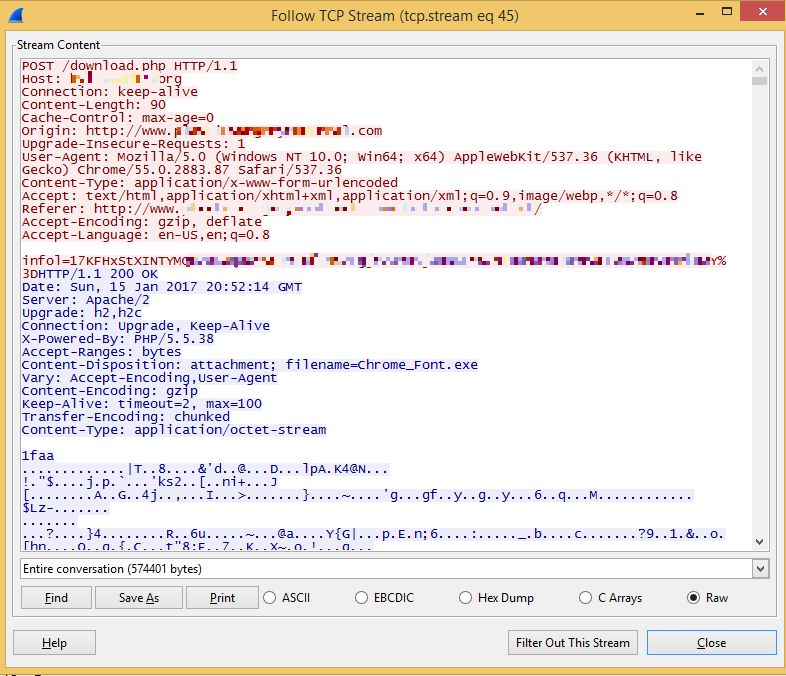 Follow TCP Stream (tcp.stream eq 45)
Stream Content
POST /download.php HTTP/1.1
Host: org
Connection: keep-alive
Content-Length: 90
Cache-Control: max-age=0
Origin: http://www. .com
Upgrade-Insecure-Requests: 1
User-Agent: Mozilla/5.0 (Windows NT 10.0; Win64; x64) AppleWebKit/537.36 (KHTML, like
Gecko) Chrome/55.0.2883.87 Safari/537.36
Content-Type: application/x-www-form-urlencoded
Accept: text/html,application/xhtml+xml,application/xml;q=0.9,image/webp,*/*;q=0.8
Referer: http://www. /
Accept-Encoding: gzip, deflate
Accept-Language: en-US,en;q=0.8
infol=17KFHxStXINTYM Y%
3DHTTP/1.1 200 OK
Date: Sun, 15 Jan 2017 20:52:14 GMT
Server: Apache/2
Upgrade: h2,h2c
Connection: Upgrade, Keep-Alive
X-Powered-By: PHP/5.5.38
Accept-Ranges: bytes
Content-Disposition: attachment; filename=Chrome_Font.exe
Vary: Accept-Encoding,User-Agent
Content-Encoding: gzip
Keep-Alive: timeout=2, max=100
Transfer-Encoding: chunked
Content-Type: application/octet-stream
1faa
.............|T..8....&'d..@...D...lpA.K4@N...
!."$....j.p.`...'ks2..[..ni+...J
[........A..G..4j..,...I...>.......}....~....'g...gf..y..g..y...6..q...M............
$Lz-.......
.......
...?....}4........R..6u.....~...@a....Y{G|...p.E.n;6....:....._.b....c.......?9..1.&..o.
Entire conversation (574401 bytes)
Find
Save As
Print
ASCII
EBCDIC
Hex Dump
C Arrays
Raw
Help
Filter Out This Stream
Close